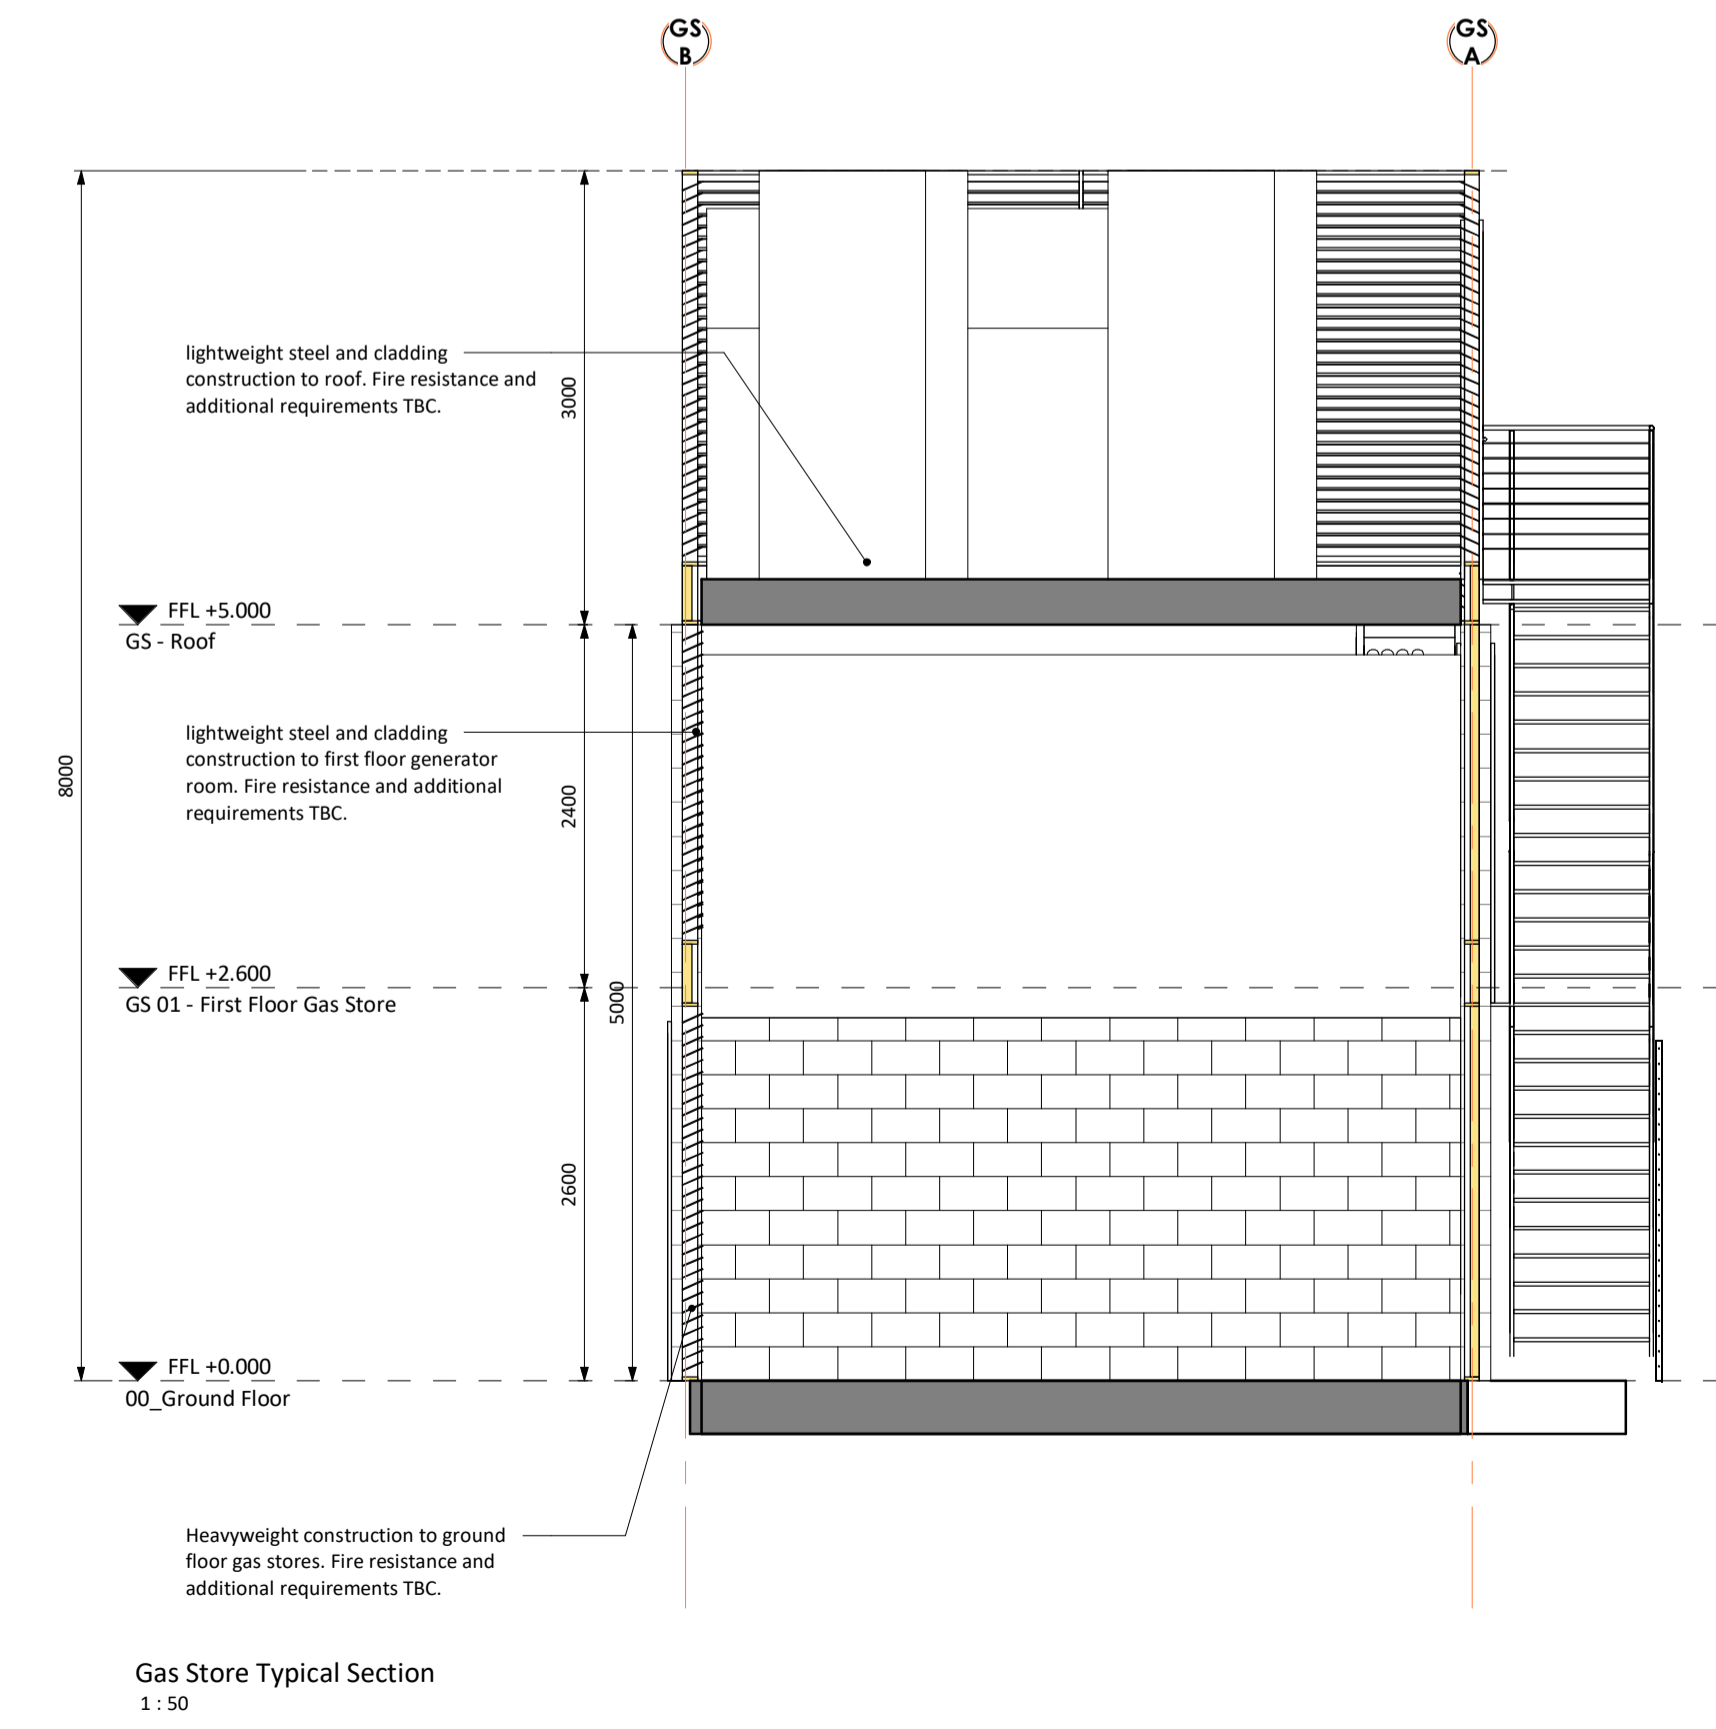 GS
B
GS
A
lightweight steel and cladding
construction to roof. Fire resistance and
additional requirements TBC.
3000
FFL +5.000
GS - Roof
lightweight steel and cladding
construction to first floor generator
room. Fire resistance and additional
requirements TBC.
8000
2400
FFL +2.600
GS 01 - First Floor Gas Store
5000
2600
FFL +0.000
00_Ground Floor
Heavyweight construction to ground
floor gas stores. Fire resistance and
additional requirements TBC.
Gas Store Typical Section
1 : 50